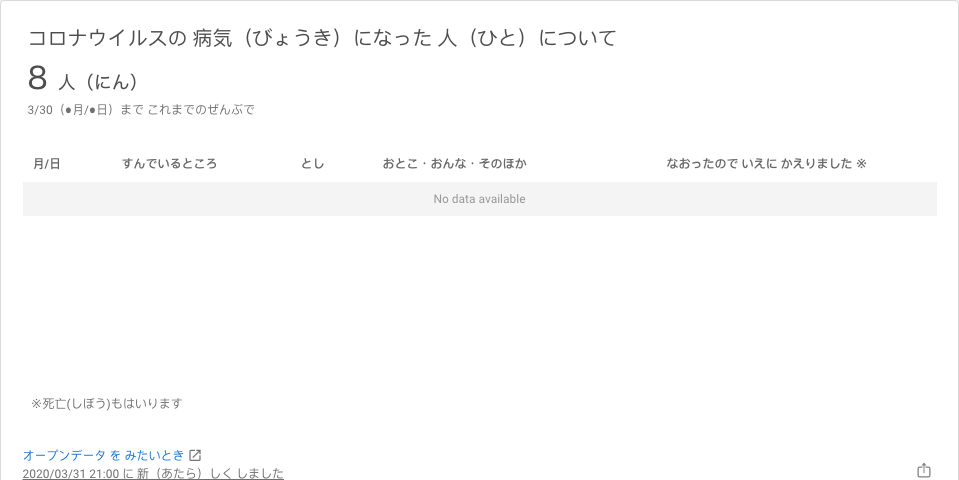 コロナウイルスの 病気（びょうき）になった 人（ひと）について
8 人（にん）
3/30（●月/●日）まで これまでのぜんぶで
月/日 すんでいるところ とし おとこ・おんな・そのほか なおったので いえに かえりました ※
No data available
※死亡(しぼう)もはいります
オープンデータ を みたいとき
2020/03/31 21:00 に 新（あたら）しく しました